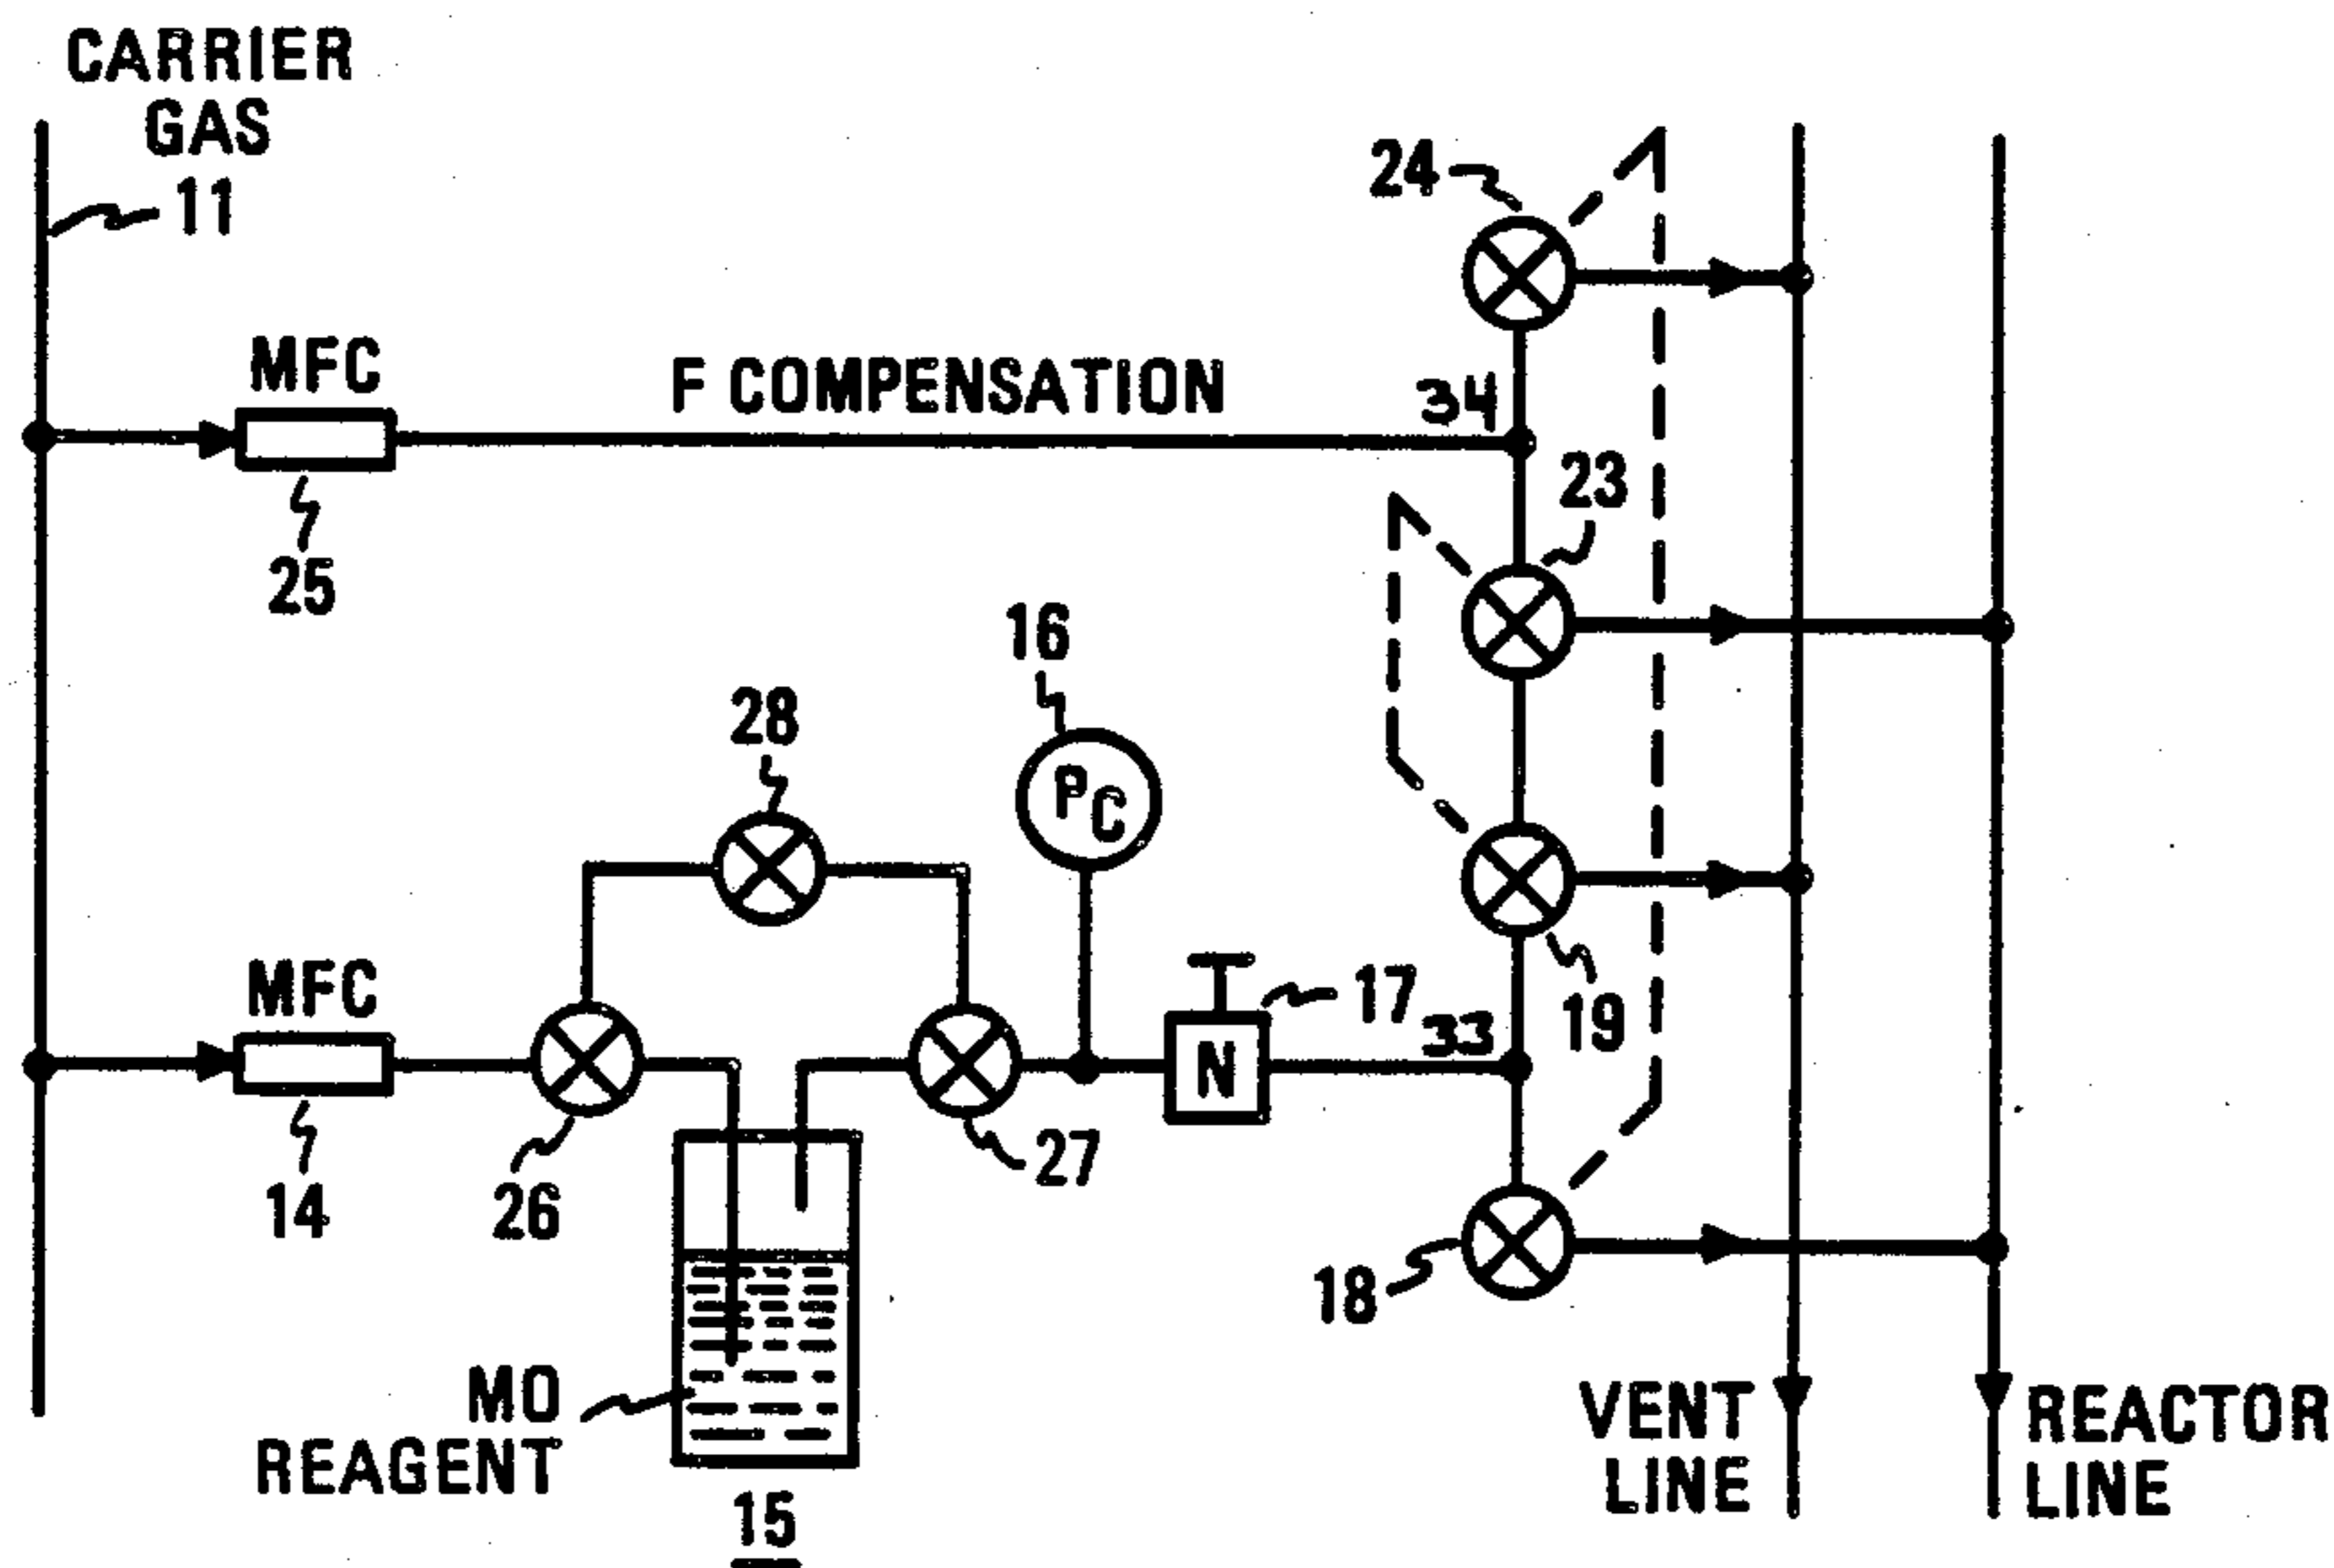 CARRIER
GAS
11
24
MFC
F COMPENSATION
34
23
25
16
28
PC
MFC
17
33
19
N
14
26
27
18
MO
REAGENT
VENT
LINE
REACTOR
LINE
15